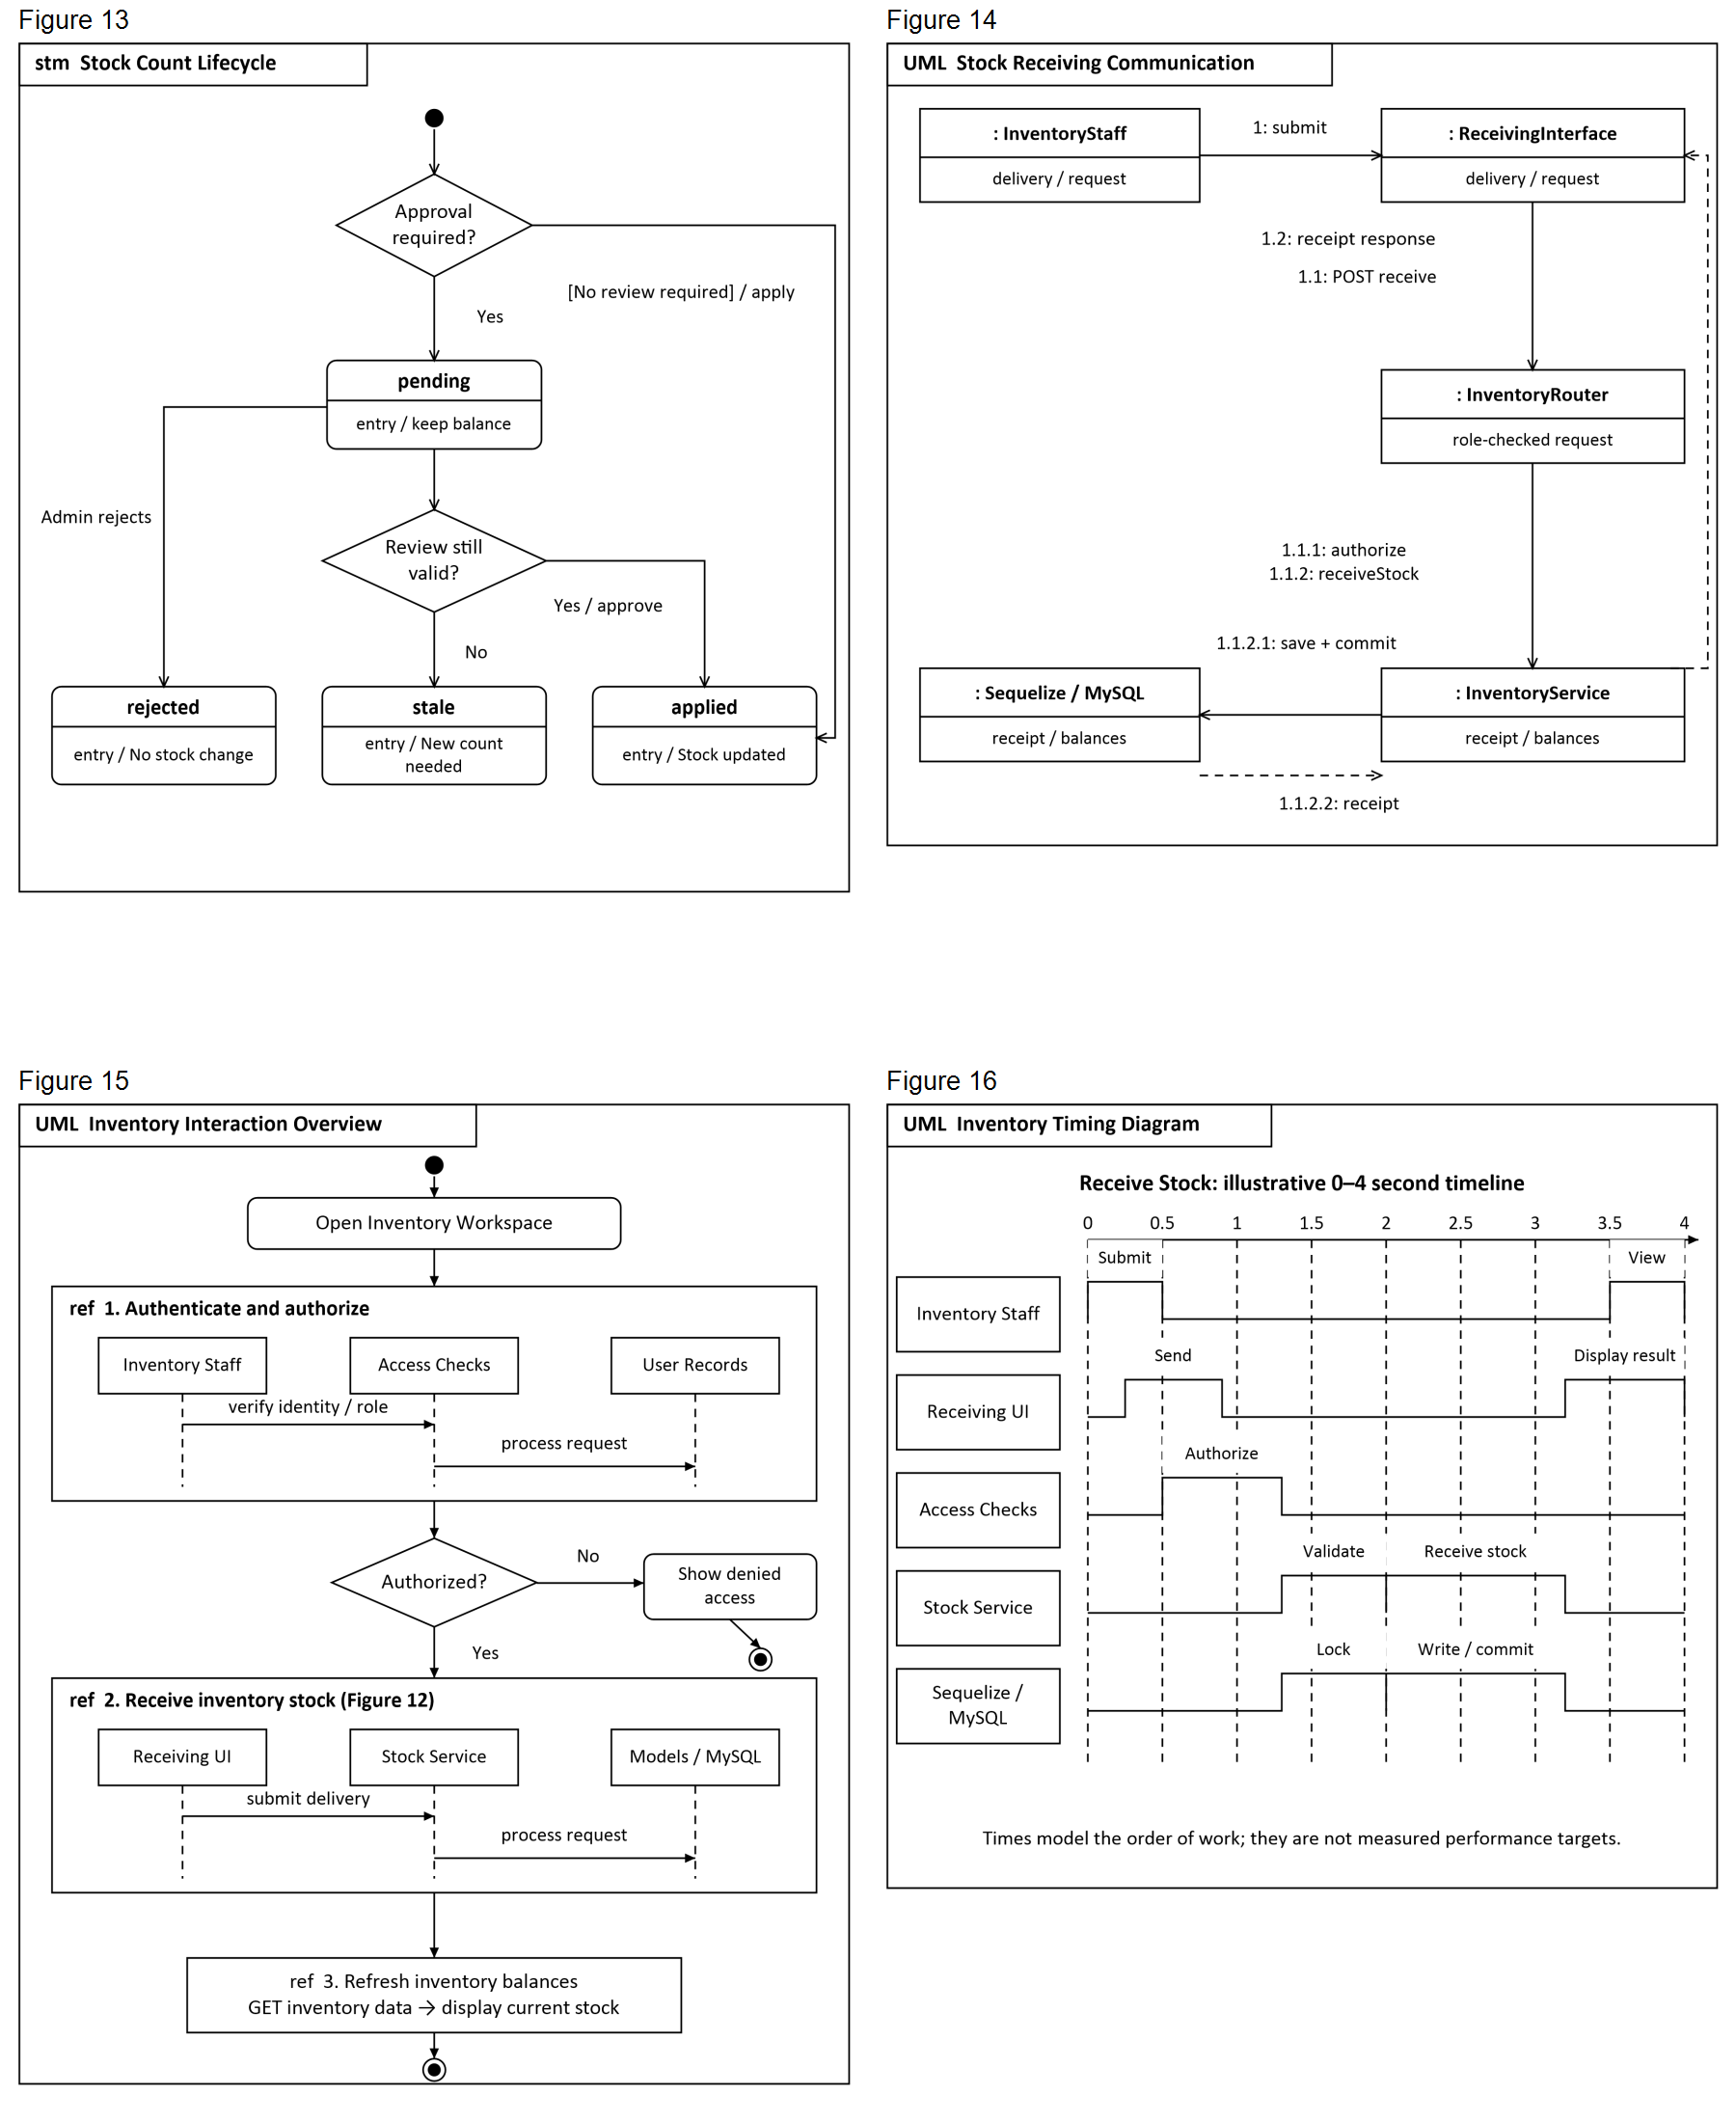 Figure 13
stm  Stock Count Lifecycle
Approval
required?
[No review required] / apply
Yes
pending
entry / keep balance
Admin rejects
Review still
valid?
Yes / approve
No
rejected
entry / No stock change
stale
entry / New count
needed
applied
entry / Stock updated
Figure 14
UML  Stock Receiving Communication
: InventoryStaff
delivery / request
1: submit
: ReceivingInterface
delivery / request
1.2: receipt response
1.1: POST receive
: InventoryRouter
role-checked request
1.1.1: authorize
1.1.2: receiveStock
1.1.2.1: save + commit
: Sequelize / MySQL
receipt / balances
: InventoryService
receipt / balances
1.1.2.2: receipt
Figure 15
UML  Inventory Interaction Overview
Open Inventory Workspace
ref  1. Authenticate and authorize
Inventory Staff
Access Checks
User Records
verify identity / role
process request
Authorized?
No
Show denied
access
Yes
ref  2. Receive inventory stock (Figure 12)
Receiving UI
Stock Service
Models / MySQL
submit delivery
process request
ref  3. Refresh inventory balances
GET inventory data → display current stock
Figure 16
UML  Inventory Timing Diagram
Receive Stock: illustrative 0–4 second timeline
0 0.5 1 1.5 2 2.5 3 3.5 4
Submit
View
Inventory Staff
Send
Display result
Receiving UI
Authorize
Access Checks
Validate
Receive stock
Stock Service
Lock
Write / commit
Sequelize /
MySQL
Times model the order of work; they are not measured performance targets.